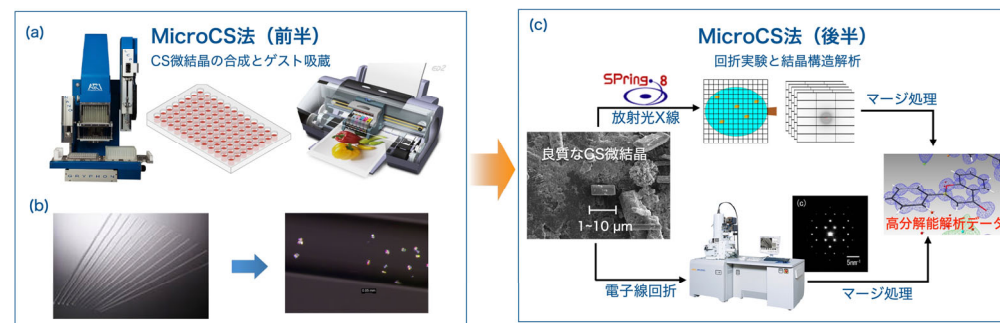 (a)
MicroCS法（前半）
CS微結晶の合成とゲスト吸蔵
GRYPHON
(b)
(c)
MicroCS法（後半）
回折実験と結晶構造解析
SPring-8
放射光X線
マージ処理
良質なCS微結晶
1~10 μm
高分解能解析データ
(c)
5nm⁻¹
電子線回折
マージ処理